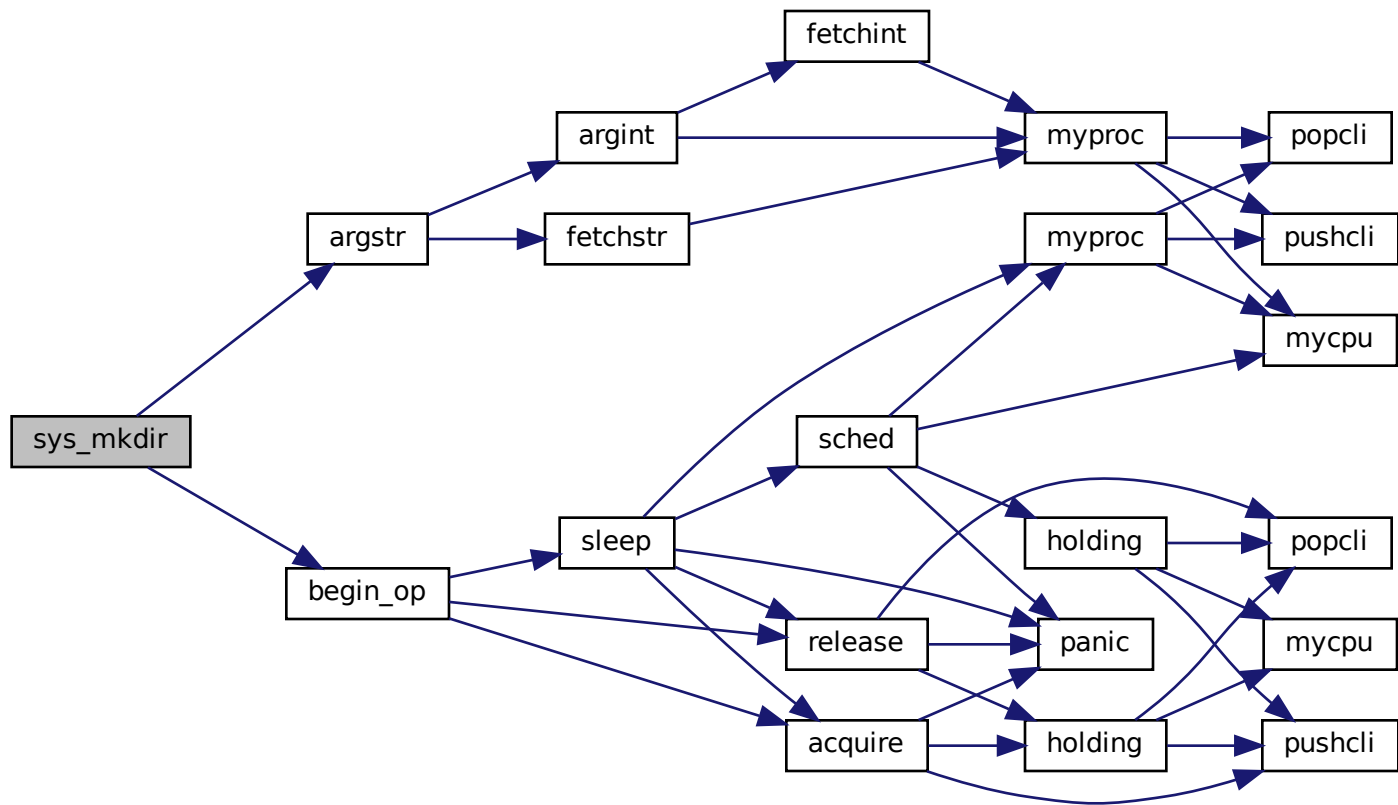 fetchint
argint
myproc
popcli
argstr
fetchstr
myproc
pushcli
mycpu
sys_mkdir
sched
sleep
holding
popcli
begin_op
release
panic
mycpu
acquire
holding
pushcli